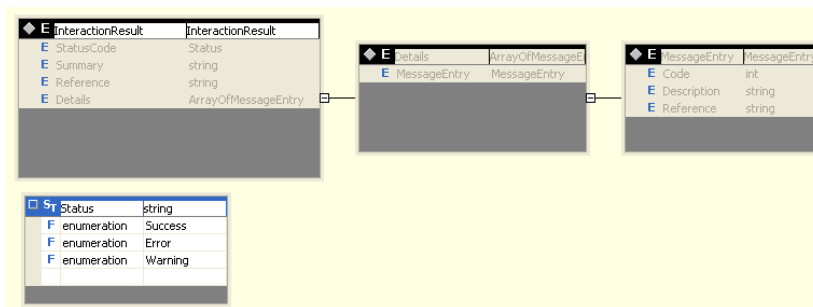 E InteractionResult InteractionResult
E StatusCode Status
E Summary string
E Reference string
E Details ArrayOfMessageEntry
E Details ArrayOfMessageE
E MessageEntry MessageEntry
E MessageEntry MessageEntry
E Code int
E Description string
E Reference string
ST Status string
F enumeration Success
F enumeration Error
F enumeration Warning